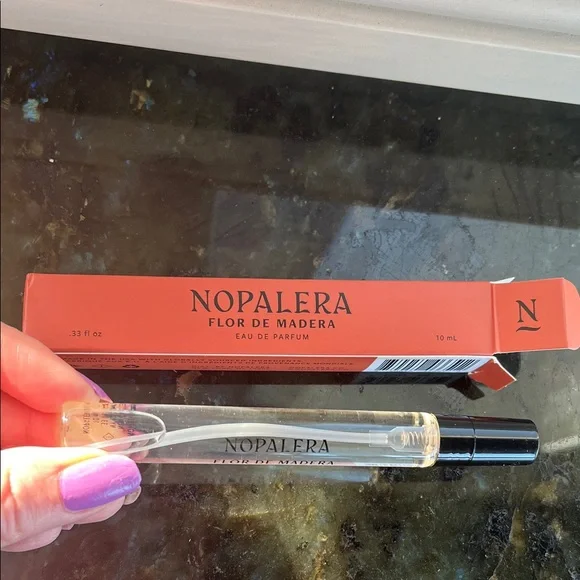 NOPALERA
FLOR DE MADERA
EAU DE PARFUM
.33 fl oz
10 mL
N
NOPALERA
FLOR DE MADERA